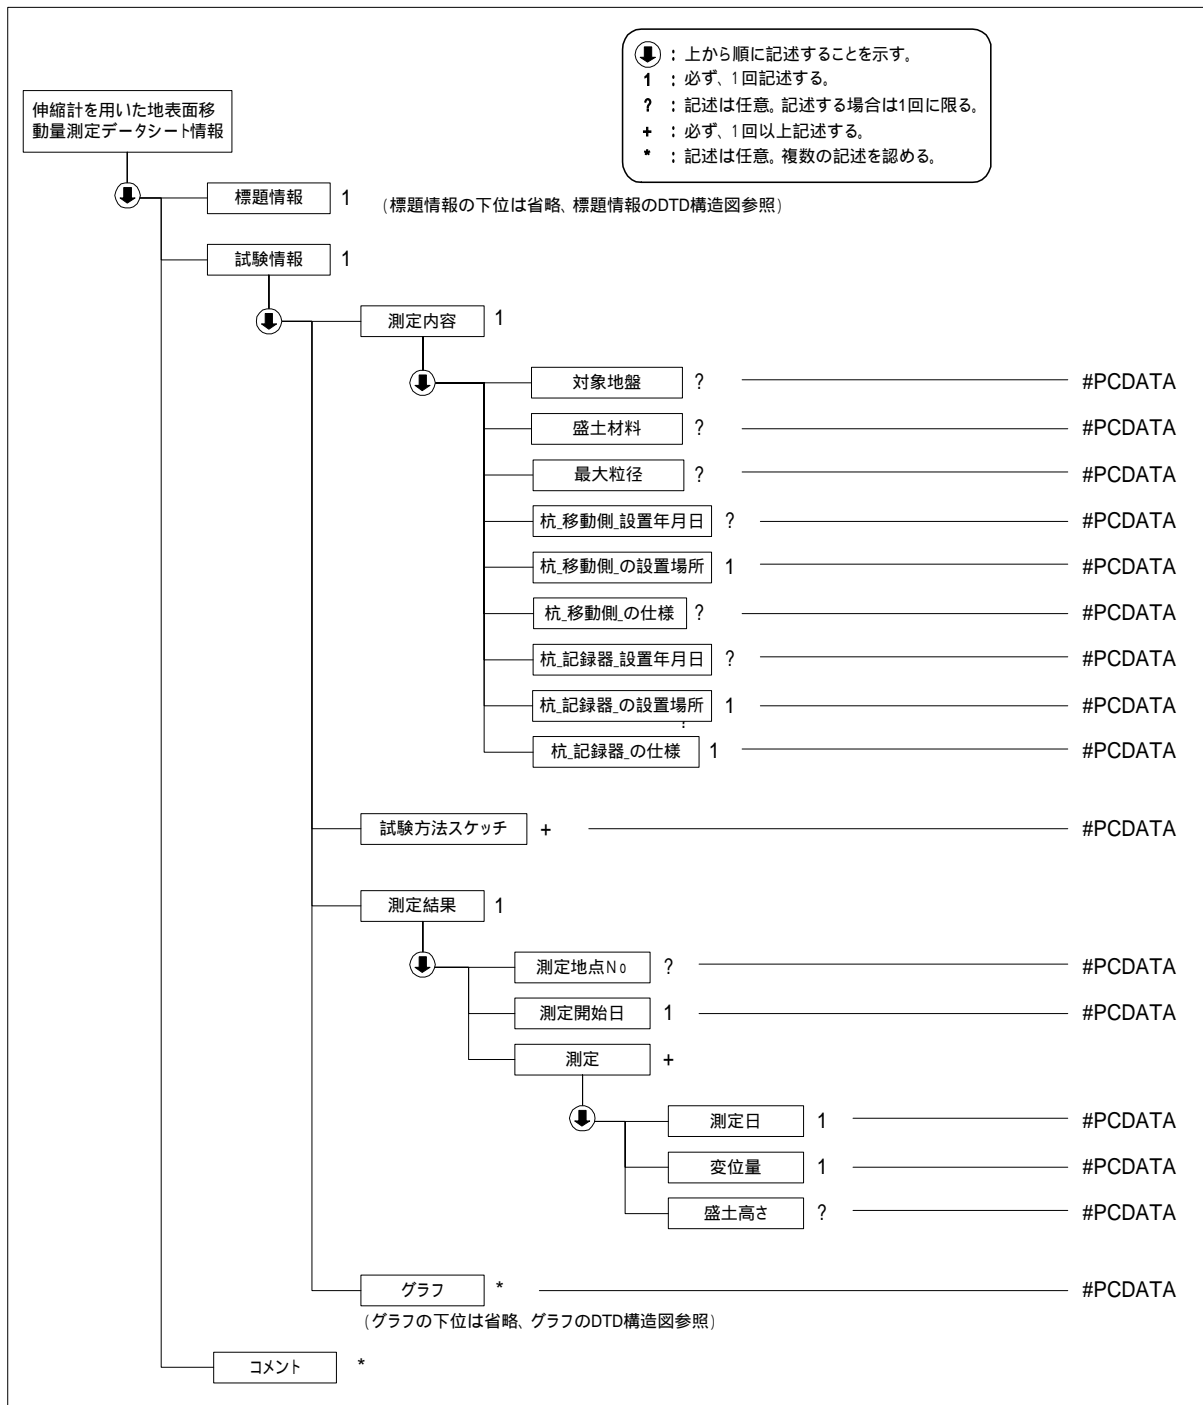 : 上から順に記述することを示す。
1 : 必ず、1回記述する。
? : 記述は任意。記述する場合は1回に限る。
+ : 必ず、1回以上記述する。
* : 記述は任意。複数の記述を認める。
伸縮計を用いた地表面移
動量測定データシート情報
標題情報 1 (標題情報の下位は省略、標題情報のDTD構造図参照)
試験情報 1
測定内容 1
対象地盤 ? #PCDATA
盛土材料 ? #PCDATA
最大粒径 ? #PCDATA
杭_移動側_設置年月日 ? #PCDATA
杭_移動側_の設置場所 1 #PCDATA
杭_移動側_の仕様 ? #PCDATA
杭_記録器_設置年月日 ? #PCDATA
杭_記録器_の設置場所 1 #PCDATA
杭_記録器_の仕様 1 #PCDATA
試験方法スケッチ + #PCDATA
測定結果 1
測定地点No ? #PCDATA
測定開始日 1 #PCDATA
測定 +
測定日 1 #PCDATA
変位量 1 #PCDATA
盛土高さ ? #PCDATA
グラフ * #PCDATA
(グラフの下位は省略、グラフのDTD構造図参照)
コメント *